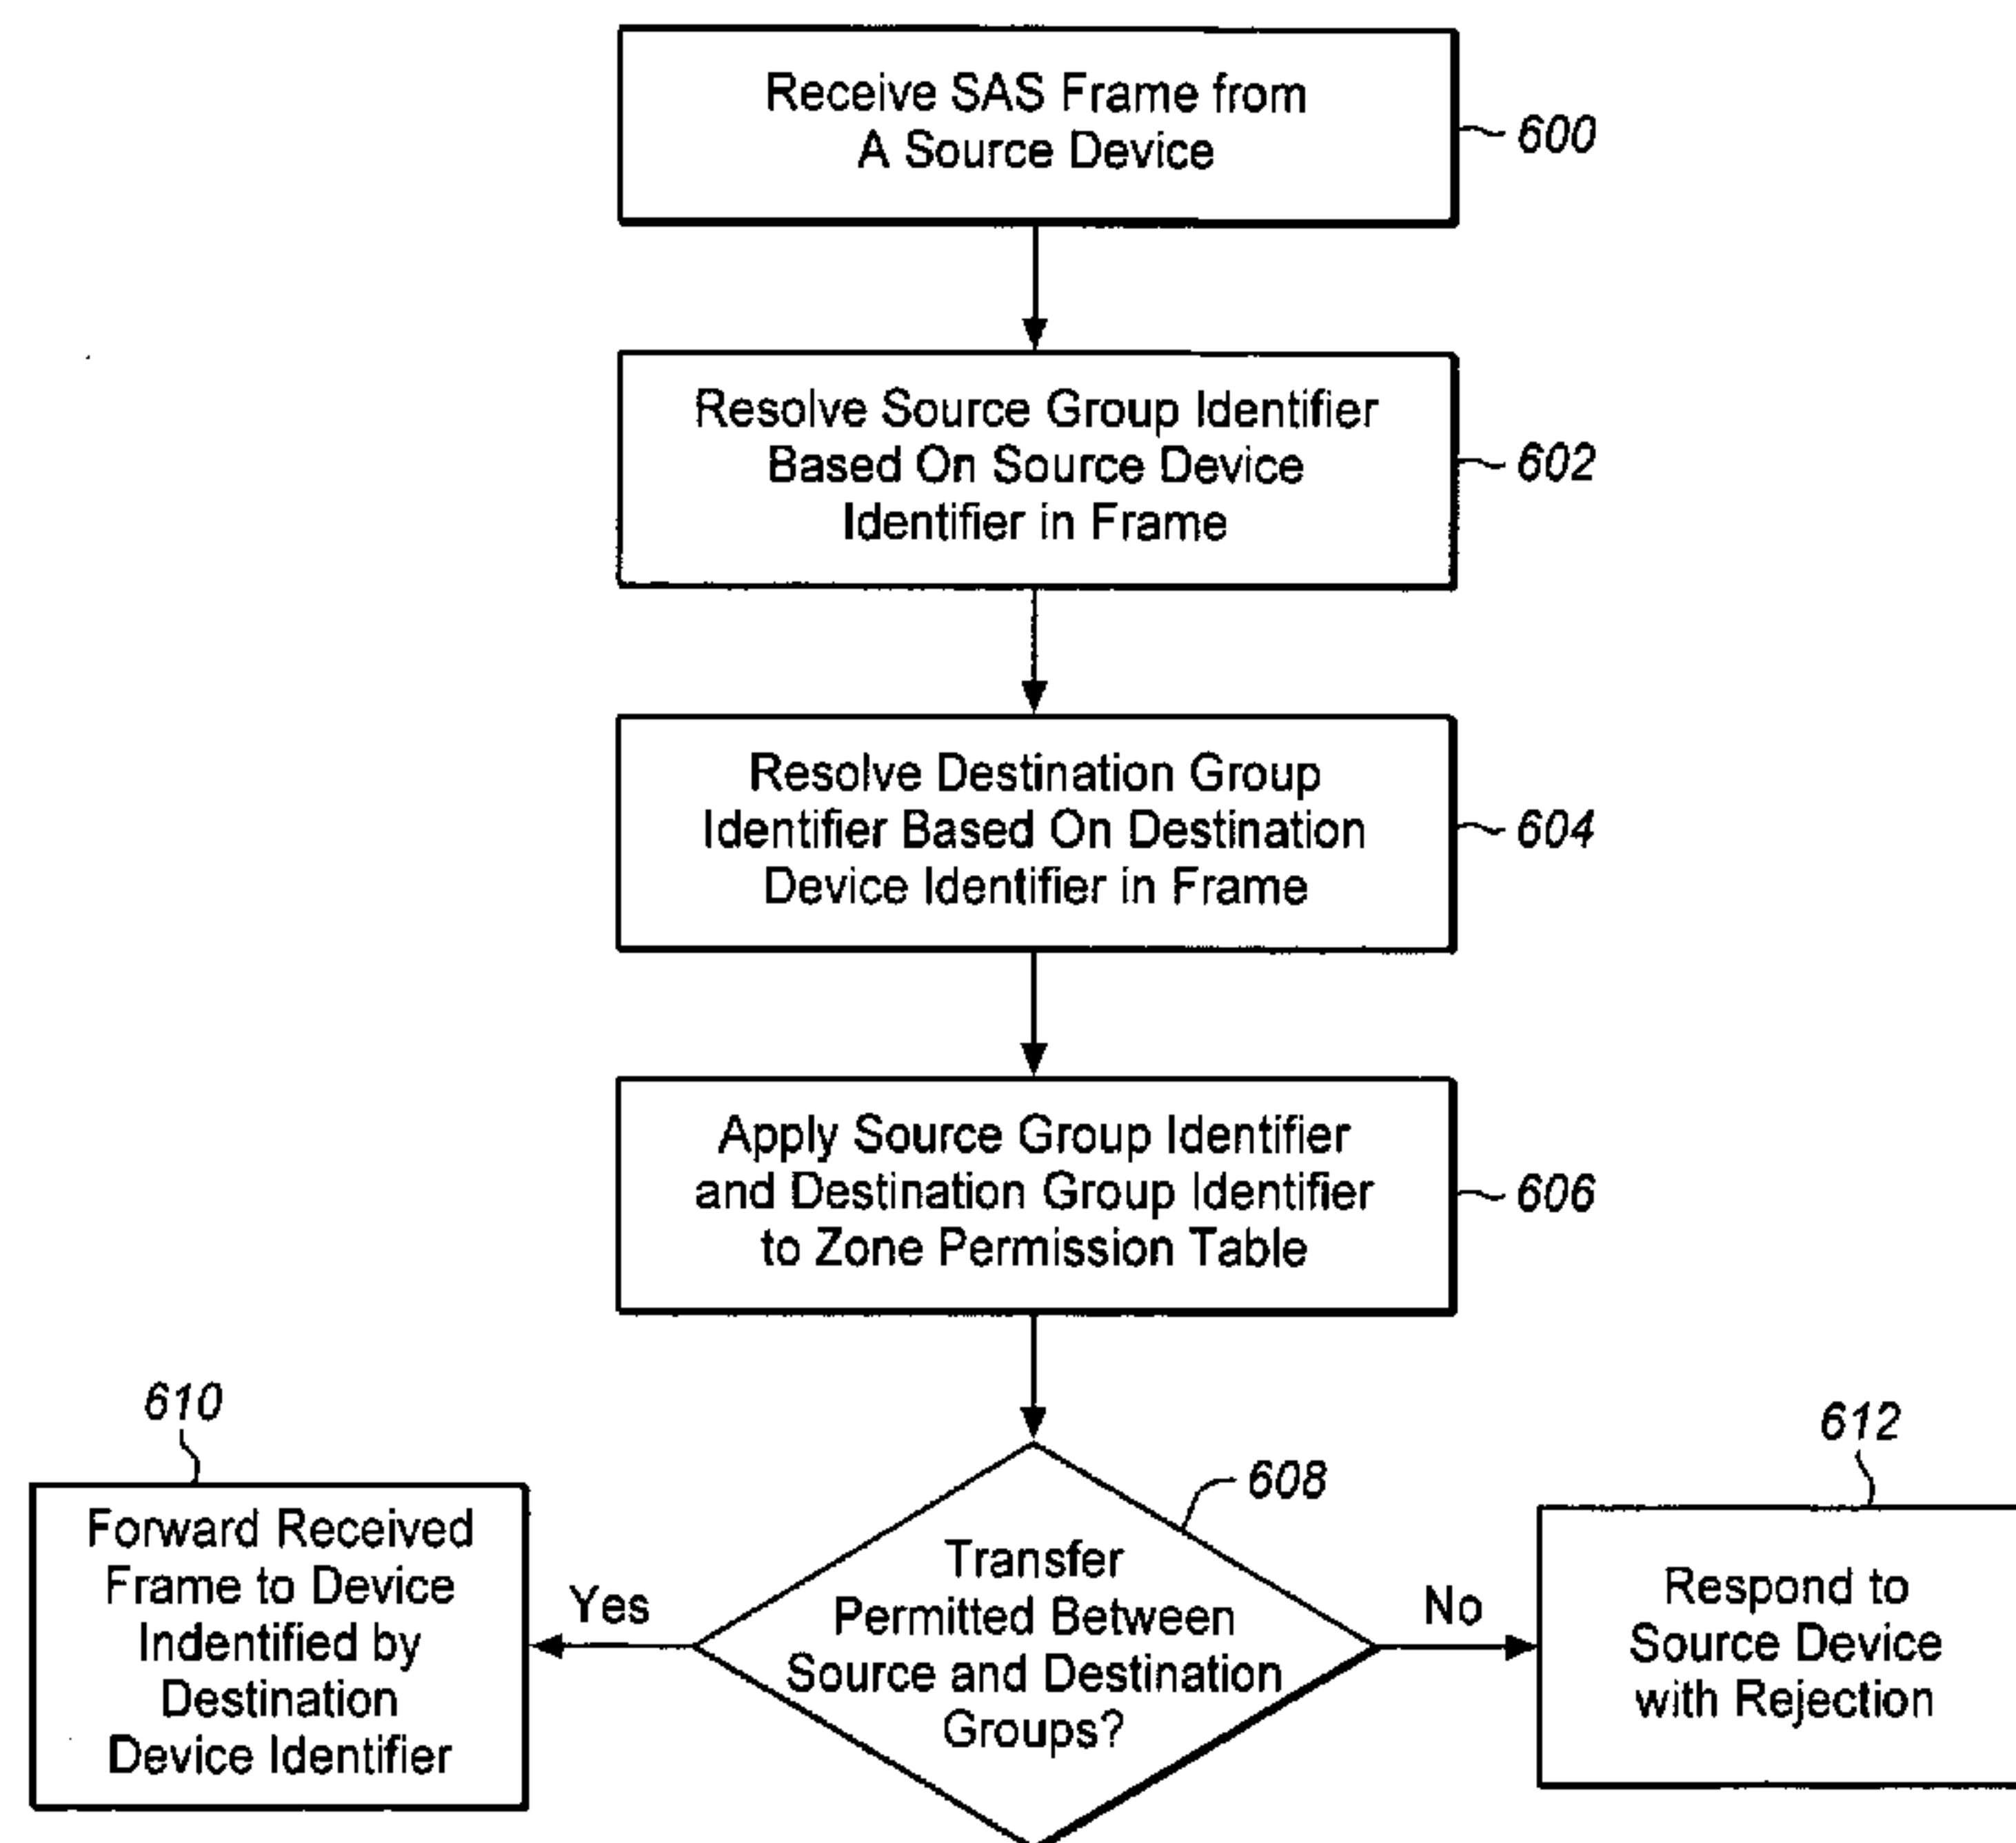 Receive SAS Frame from
A Source Device
600
Resolve Source Group Identifier
Based On Source Device
Identifier in Frame
602
Resolve Destination Group
Identifier Based On Destination
Device Identifier in Frame
604
Apply Source Group Identifier
and Destination Group Identifier
to Zone Permission Table
606
610
Forward Received
Frame to Device
Indentified by
Destination
Device Identifier
Yes
608
Transfer
Permitted Between
Source and Destination
Groups?
No
612
Respond to
Source Device
with Rejection